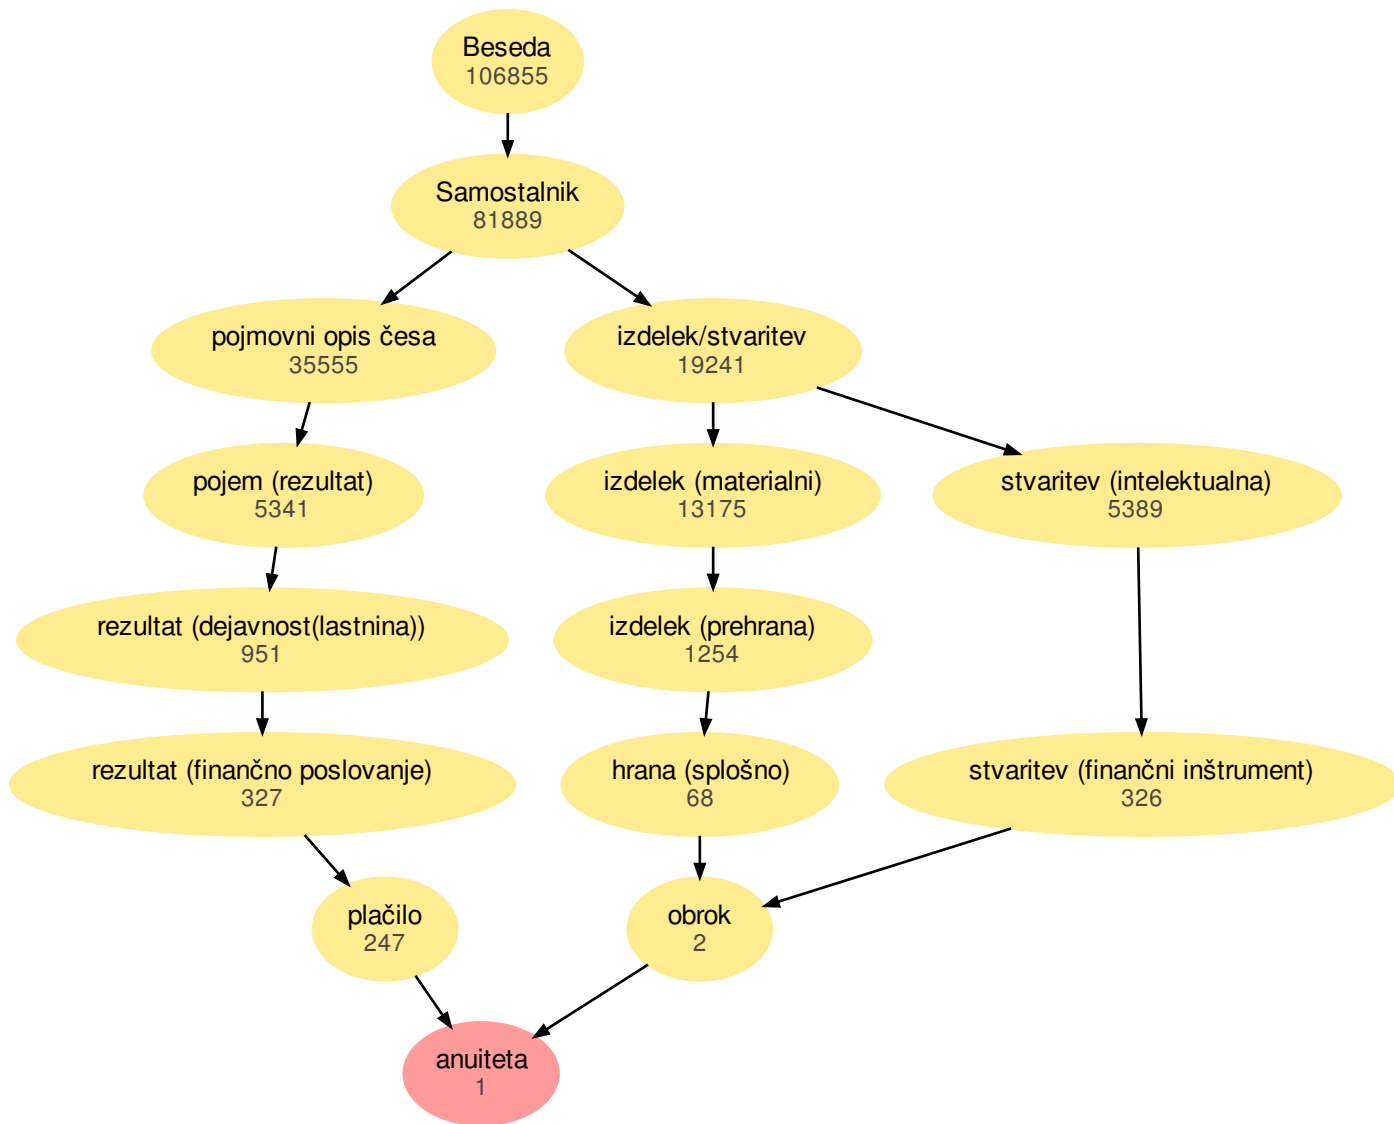 Beseda
106855
Samostalnik
81889
pojmovni opis česa
35555
izdelek/stvaritev
19241
pojem (rezultat)
5341
izdelek (materialni)
13175
stvaritev (intelektualna)
5389
rezultat (dejavnost(lastnina))
951
izdelek (prehrana)
1254
rezultat (finančno poslovanje)
327
hrana (splošno)
68
stvaritev (finančni inštrument)
326
plačilo
247
obrok
2
anuiteta
1